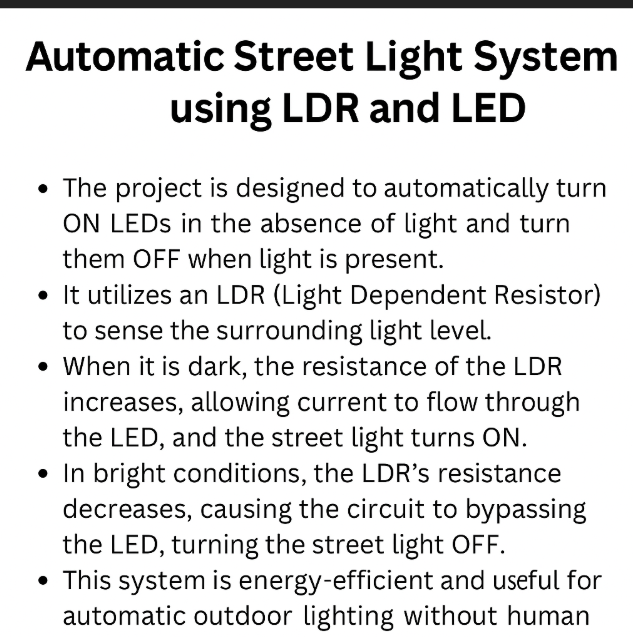 Automatic Street Light System
using LDR and LED
• The project is designed to automatically turn
ON LEDs in the absence of light and turn
them OFF when light is present.
• It utilizes an LDR (Light Dependent Resistor)
to sense the surrounding light level.
• When it is dark, the resistance of the LDR
increases, allowing current to flow through
the LED, and the street light turns ON.
• In bright conditions, the LDR’s resistance
decreases, causing the circuit to bypassing
the LED, turning the street light OFF.
• This system is energy-efficient and useful for
automatic outdoor lighting without human